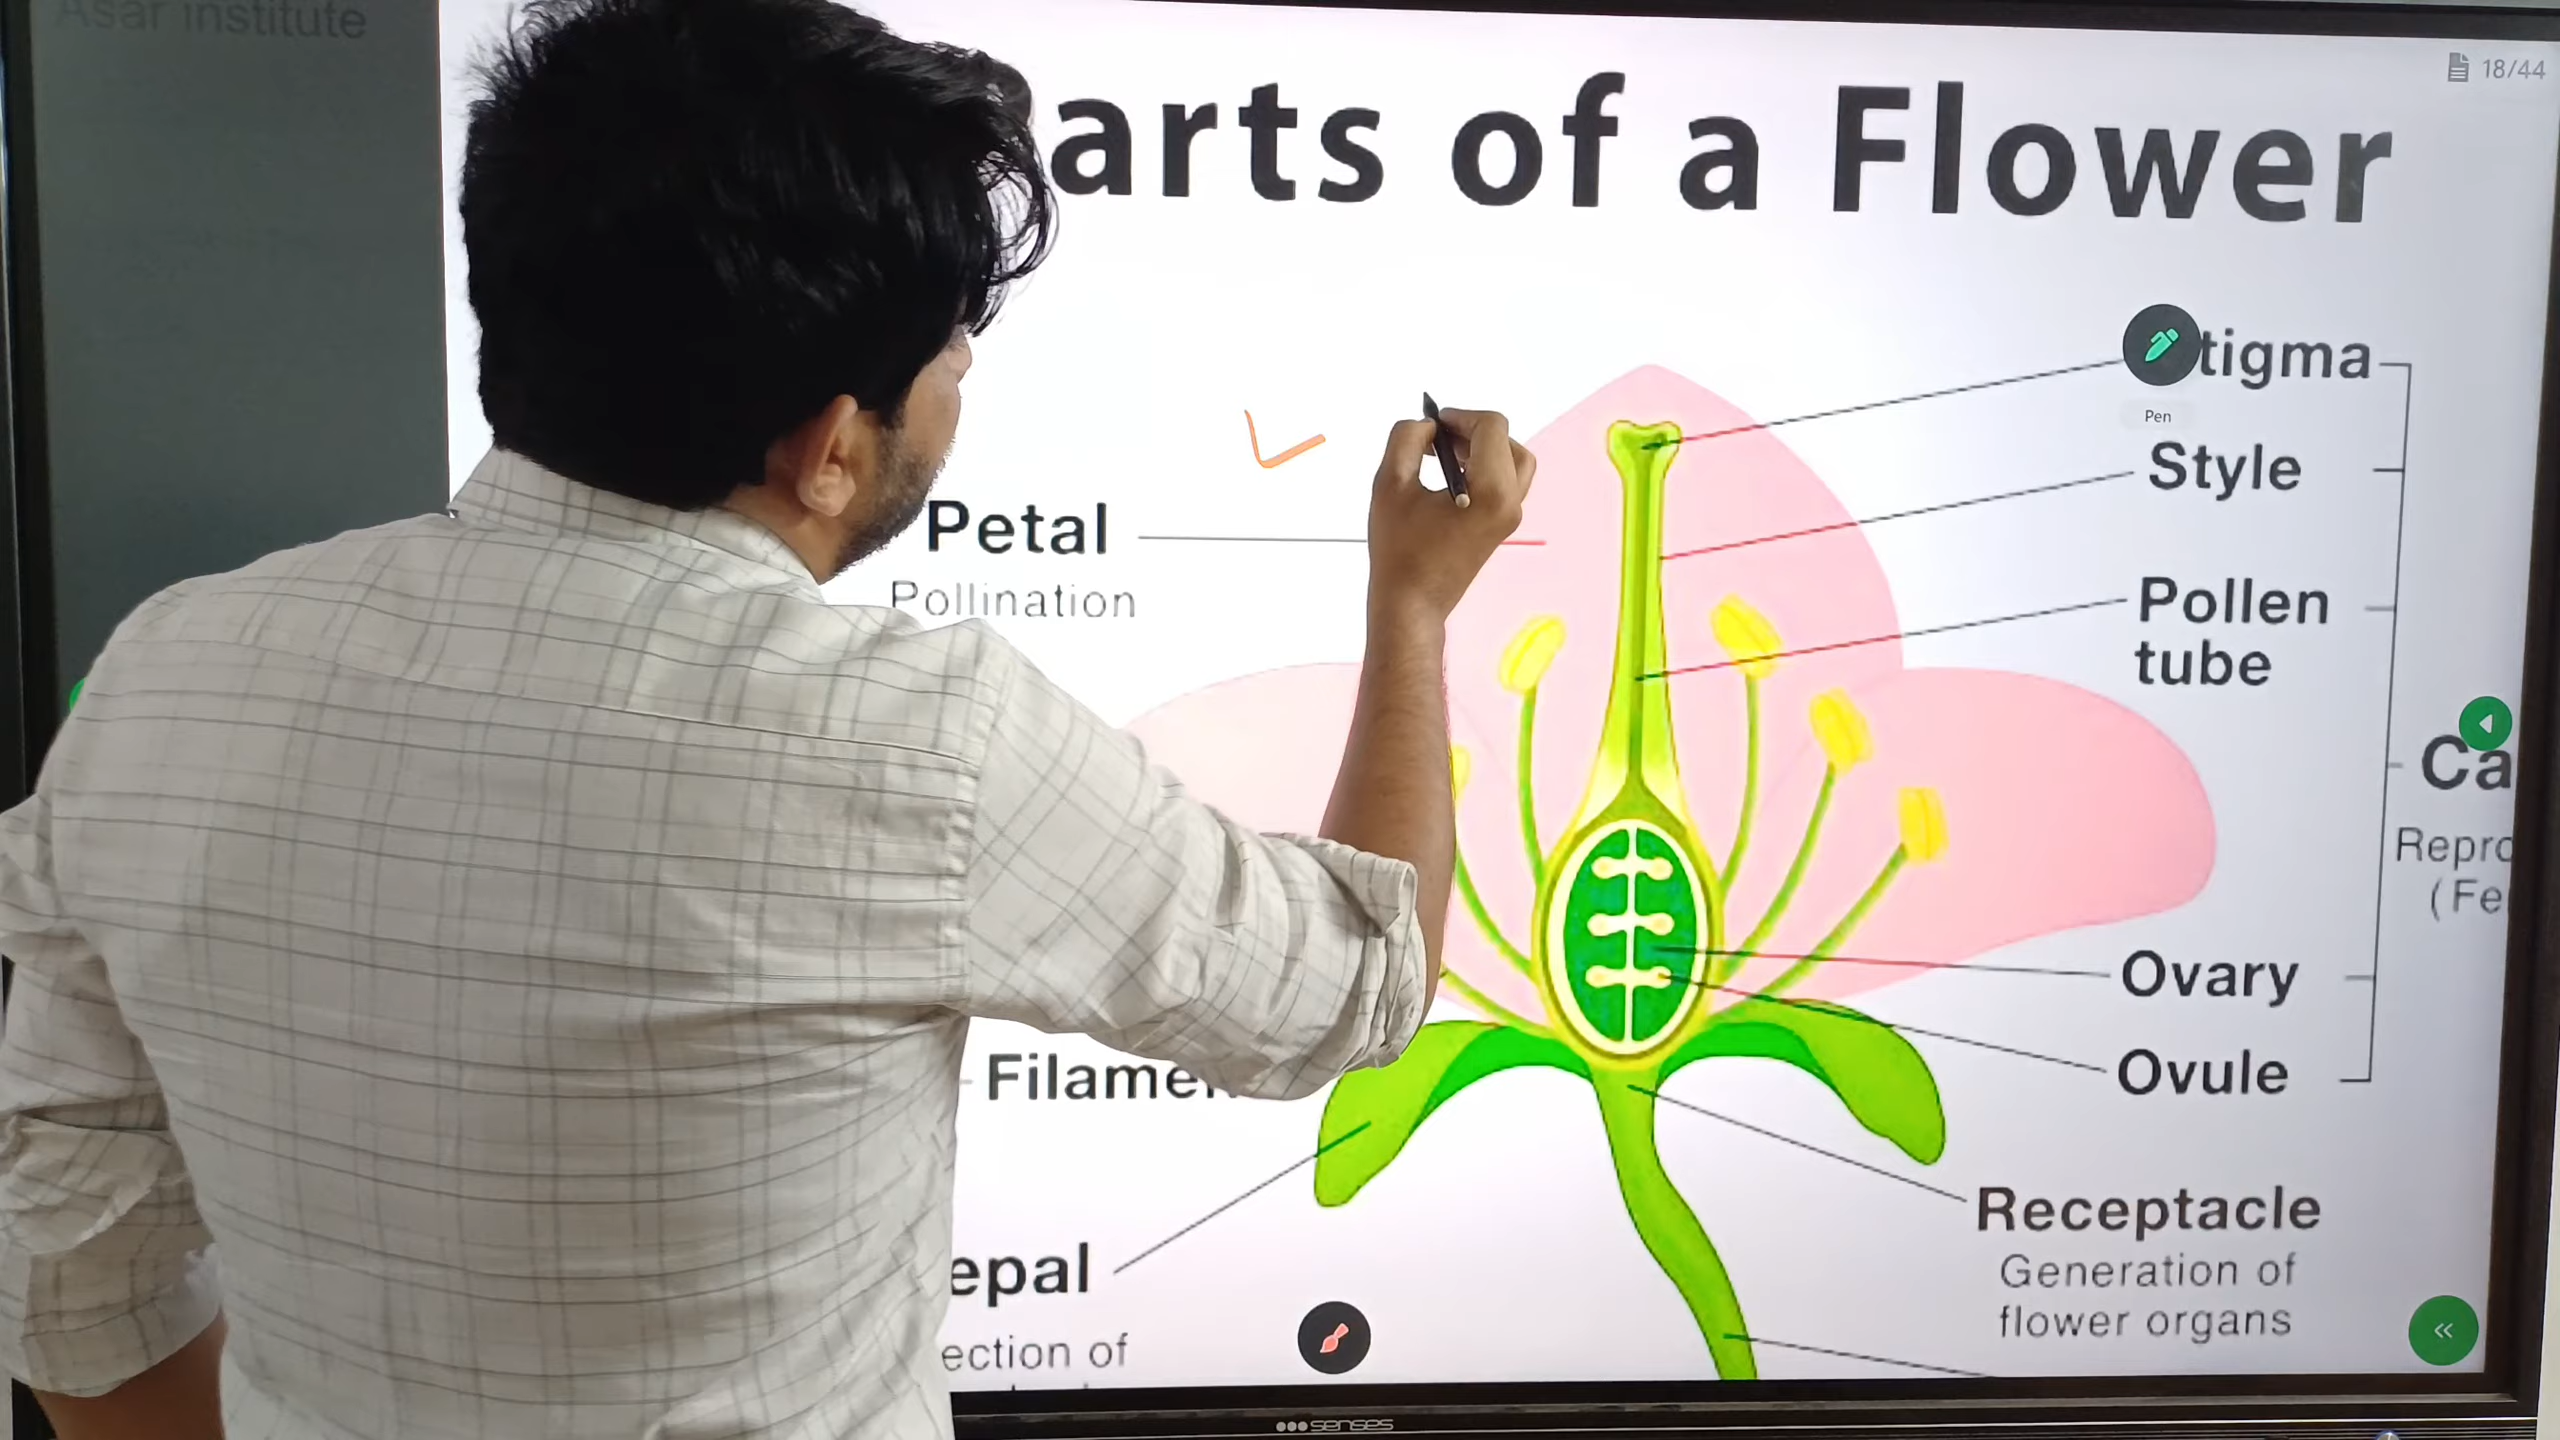 Asar Institute
18/44
arts of a Flower
tigma
Pen
Style
Petal
Pollination
Pollen
tube
Ca
Repro
(Fe
Ovary
Filame
Ovule
Receptacle
Generation of
flower organs
epal
ection of
senses